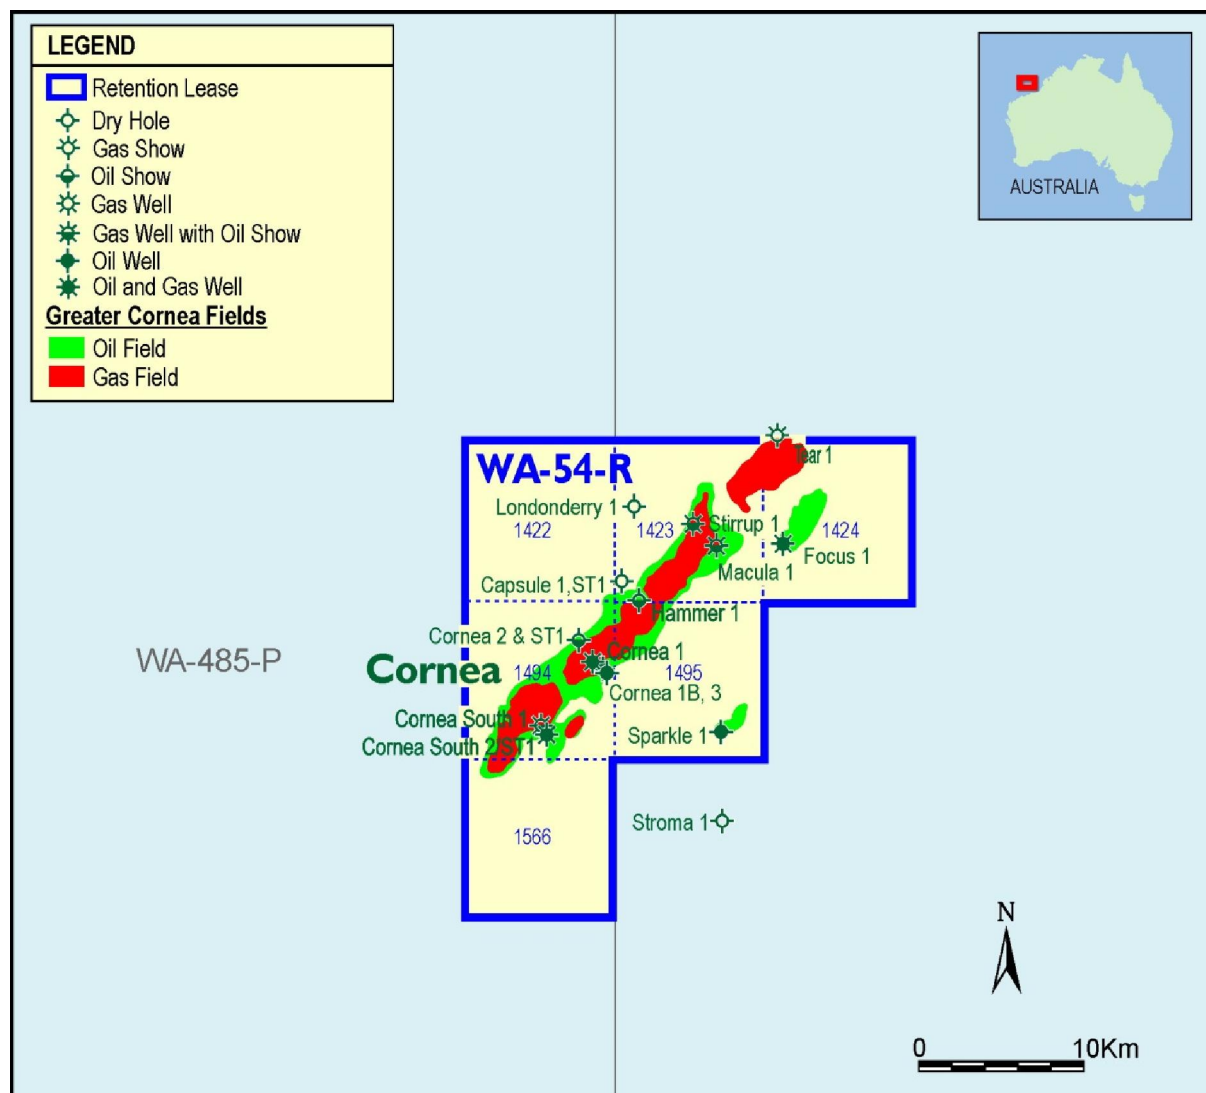 LEGEND
Retention Lease
Dry Hole
Gas Show
Oil Show
Gas Well
Gas Well with Oil Show
Oil Well
Oil and Gas Well
Greater Cornea Fields
Oil Field
Gas Field
AUSTRALIA
WA-54-R
Tear 1
Londonderry 1
1422
1423
Stirrup 1
1424
Focus 1
Macula 1
Capsule 1,ST1
Hammer 1
Cornea 2 & ST1
Cornea 1
WA-485-P
Cornea
1494
1495
Cornea 1B, 3
Cornea South 1
Cornea South 2/ST1
Sparkle 1
Stroma 1
1566
N
0
10Km